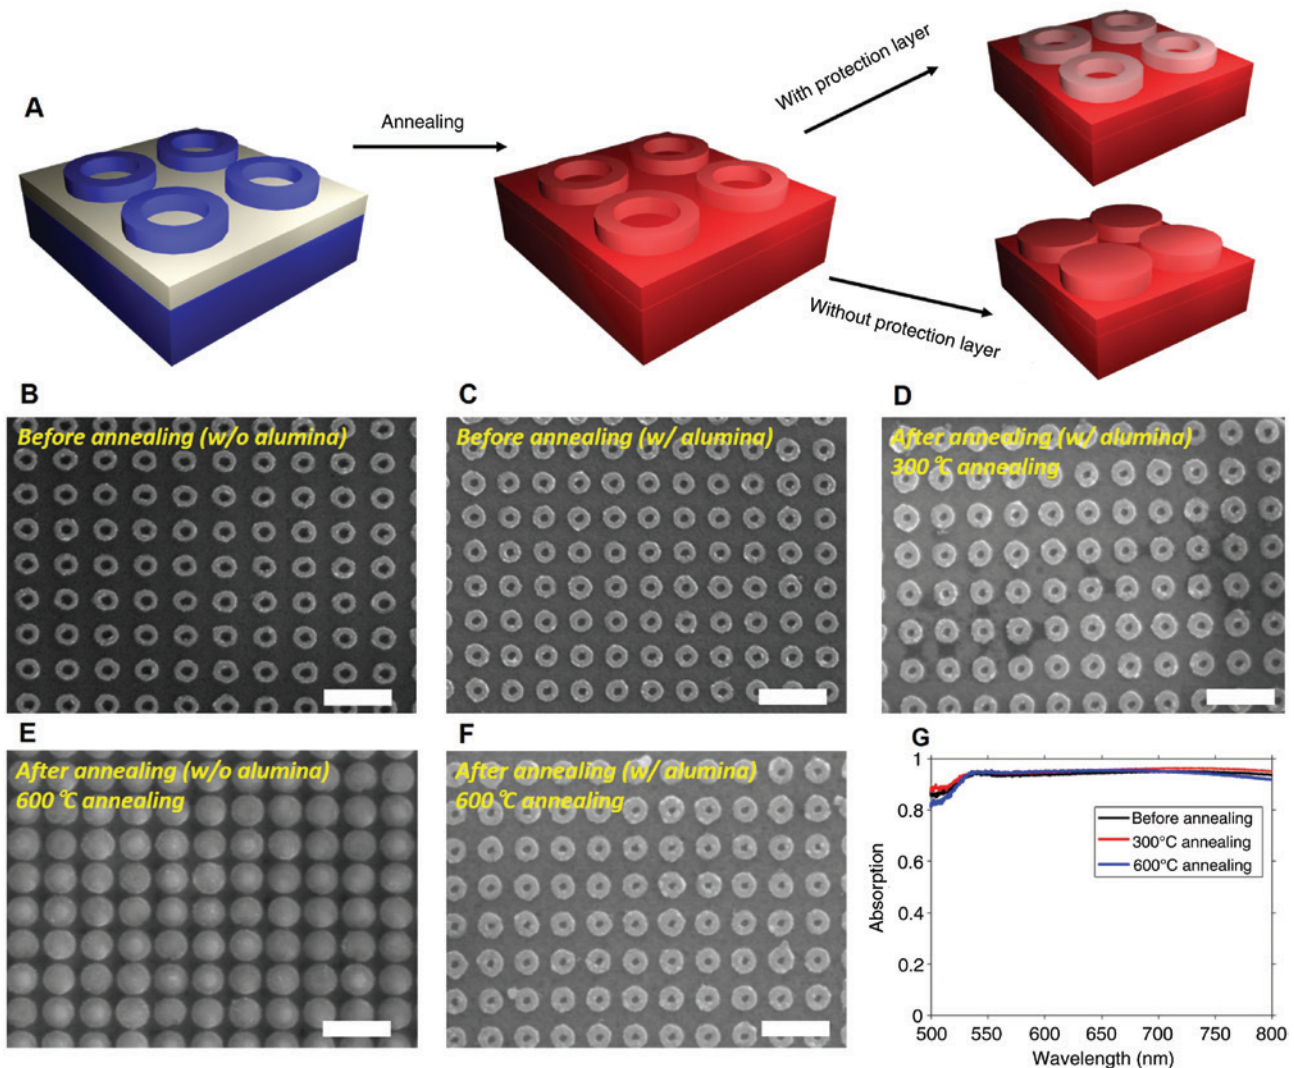 A
Annealing
With protection layer
Without protection layer
B
Before annealing (w/o alumina)
C
Before annealing (w/ alumina)
D
After annealing (w/ alumina)
300 °C annealing
E
After annealing (w/o alumina)
600 °C annealing
F
After annealing (w/ alumina)
600 °C annealing
G
1
0.8
0.6
0.4
0.2
0
Absorption
Before annealing
300°C annealing
600°C annealing
500
550
600
650
700
750
800
Wavelength (nm)